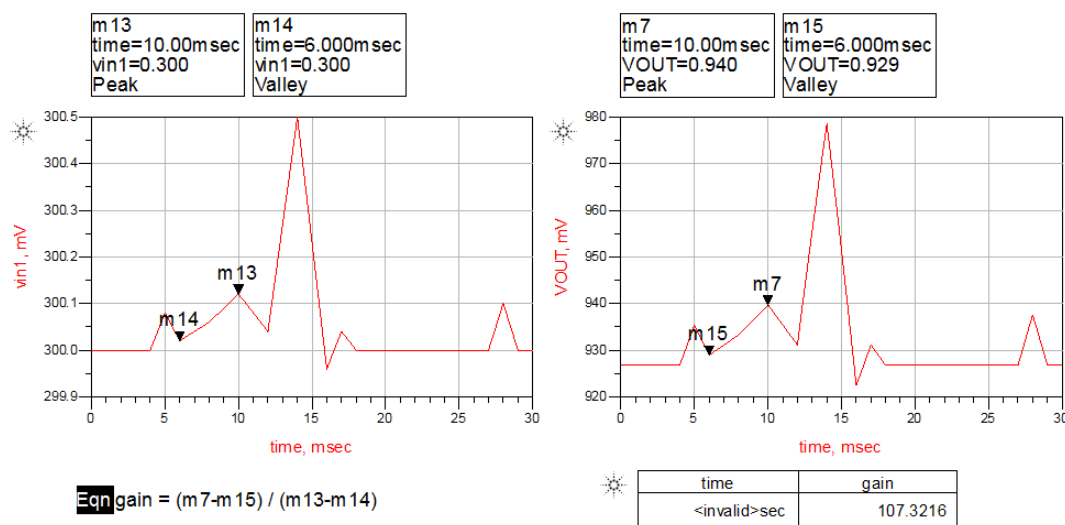 m13
time=10.00msec
vin1=0.300
Peak
m14
time=6.000msec
vin1=0.300
Valley
m7
time=10.00msec
VOUT=0.940
Peak
m15
time=6.000msec
VOUT=0.929
Valley
300.5
300.4
300.3
300.2
300.1
300.0
299.9
vin1, mV
m13
m14
0 5 10 15 20 25 30
time, msec
980
970
960
950
940
930
920
VOUT, mV
m7
m15
0 5 10 15 20 25 30
time, msec
Eqn gain = (m7-m15) / (m13-m14)
time gain
<invalid>sec 107.3216